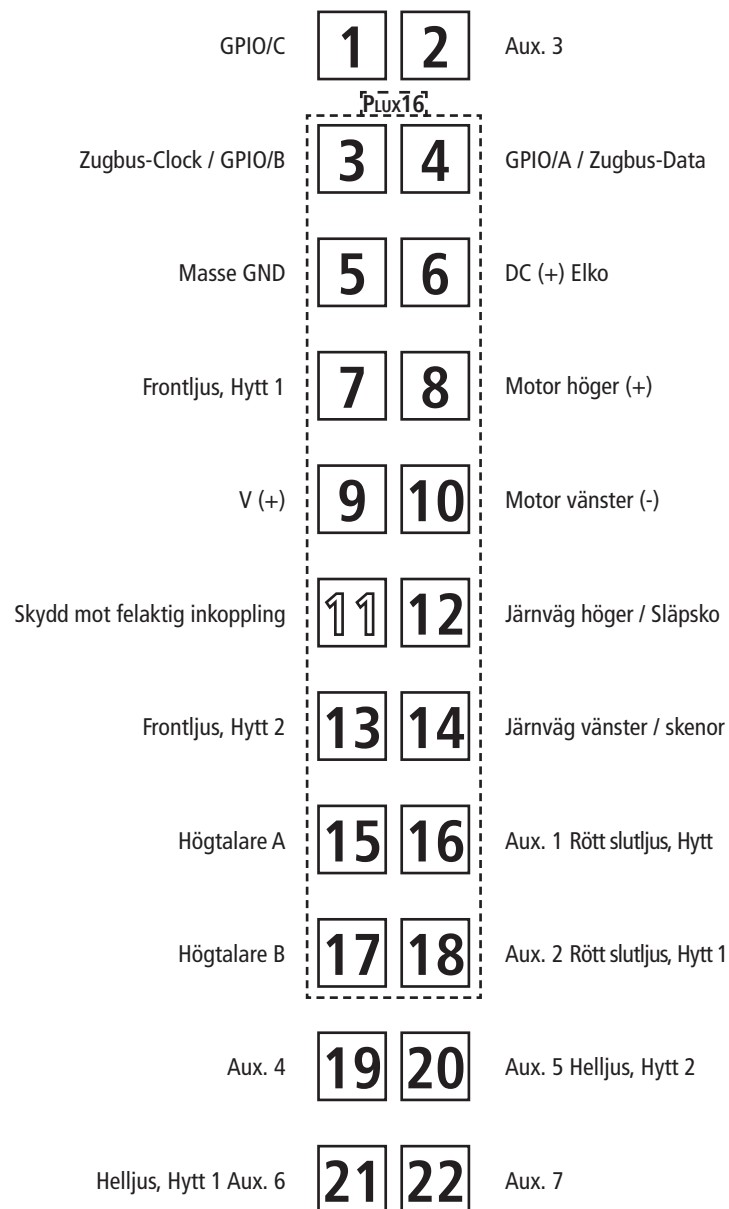 GPIO/C 1 2 Aux. 3
PLUX16
Zugbus-Clock / GPIO/B 3 4 GPIO/A / Zugbus-Data
Masse GND 5 6 DC (+) Elko
Frontljus, Hytt 1 7 8 Motor höger (+)
V (+) 9 10 Motor vänster (-)
Skydd mot felaktig inkoppling 11 12 Järnväg höger / Släpsko
Frontljus, Hytt 2 13 14 Järnväg vänster / skenor
Högtalare A 15 16 Aux. 1 Rött slutljus, Hytt
Högtalare B 17 18 Aux. 2 Rött slutljus, Hytt 1
Aux. 4 19 20 Aux. 5 Helljus, Hytt 2
Helljus, Hytt 1 Aux. 6 21 22 Aux. 7